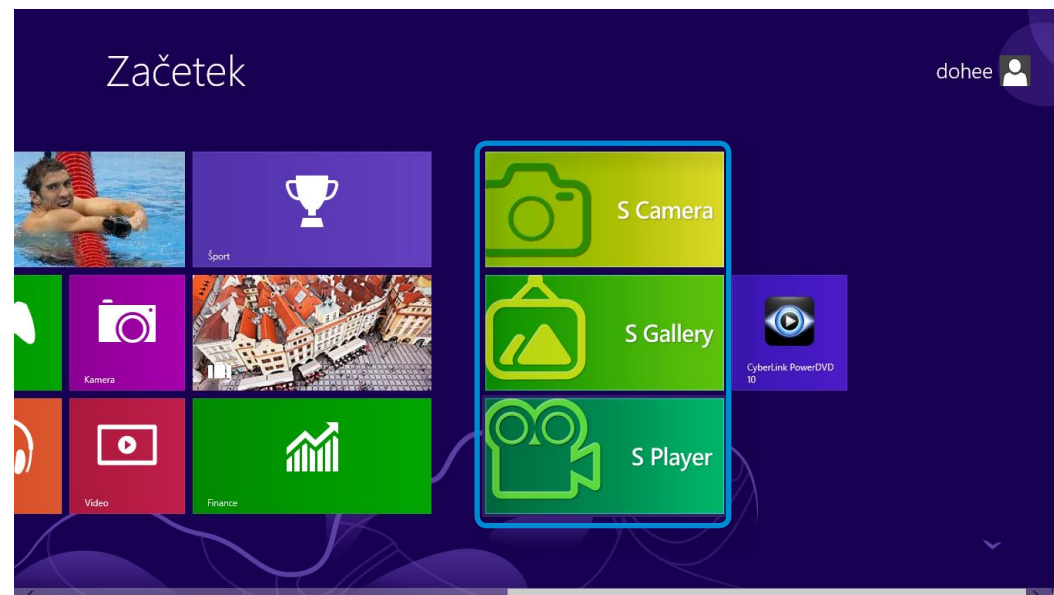 Začetek
dohee
Šport
S Camera
Kamera
S Gallery
CyberLink PowerDVD
10
Video
Finance
S Player